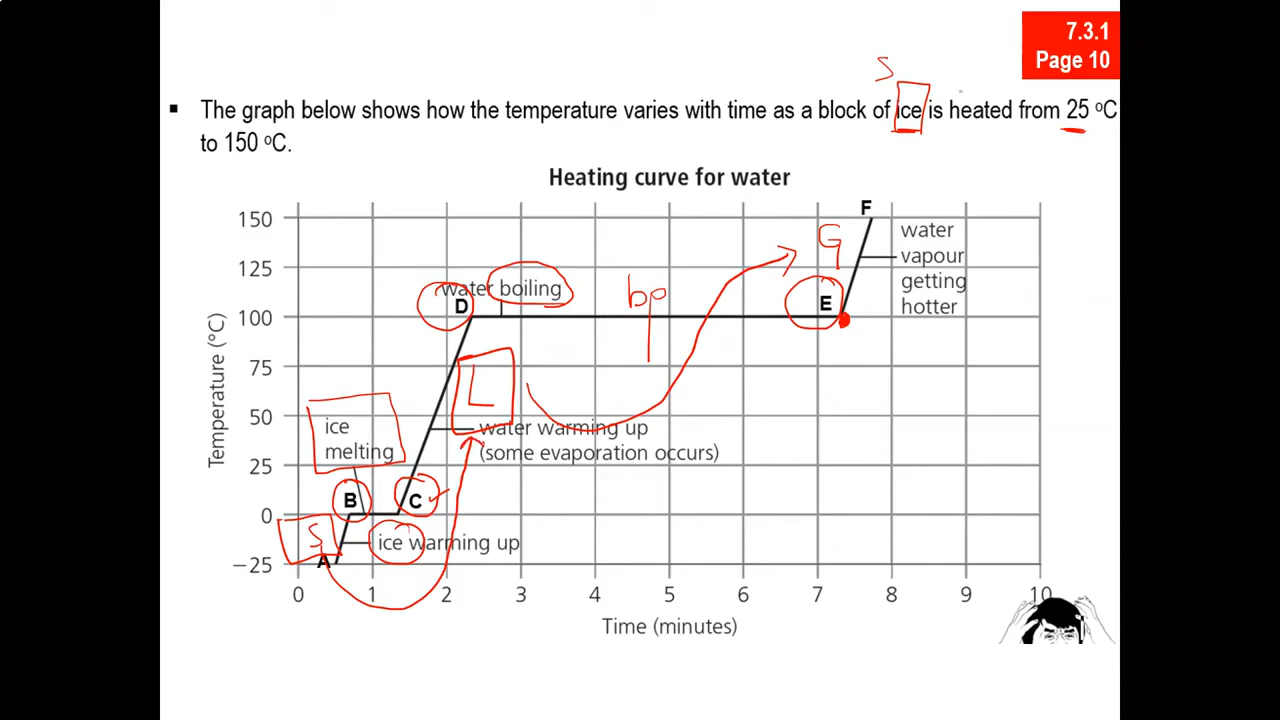 7.3.1
Page 10
S
▪ The graph below shows how the temperature varies with time as a block of ice is heated from 25 °C
to 150 °C.
Heating curve for water
Temperature (°C)
150
125
100
75
50
25
0
−25
F
G
water
vapour
getting
hotter
water boiling
bp
D
E
L
ice
melting
water warming up
(some evaporation occurs)
B
C
S
ice warming up
A
0 1 2 3 4 5 6 7 8 9 10
Time (minutes)